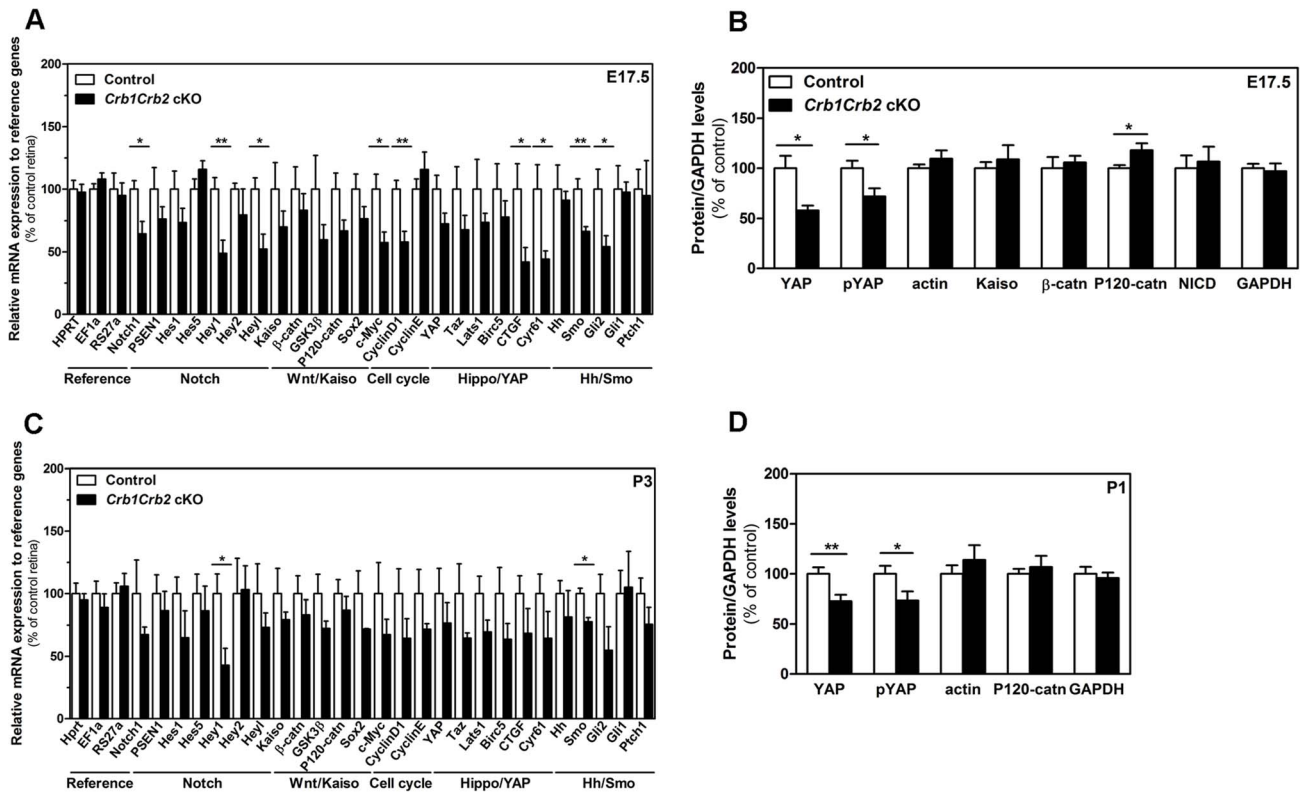 A
Relative mRNA expression to reference genes
(% of control retina)
200
150
100
50
0
Control
Crb1Crb2 cKO
E17.5
* ** * * ** * * ** *
HPRT
EF1a
RS27a
Notch1
PSEN1
Hes1
Hes5
Hey1
Hey2
Heyl
Kaiso
β-catn
GSK3β
P120-catn
Sox2
c-Myc
CyclinD1
CyclinE
YAP
Taz
Lats1
Birc5
CTGF
Cyr61
Hh
Smo
Gli2
Gli1
Ptch1
Reference Notch Wnt/Kaiso Cell cycle Hippo/YAP Hh/Smo
B
Protein/GAPDH levels
(% of control)
200
150
100
50
0
Control
Crb1Crb2 cKO
E17.5
* * *
YAP pYAP actin Kaiso β-catn P120-catn NICD GAPDH
C
Relative mRNA expression to reference genes
(% of control retina)
200
150
100
50
0
Control
Crb1Crb2 cKO
P3
* *
Hprt
EF1a
RS27a
Notch1
PSEN1
Hes1
Hes5
Hey1
Hey2
Heyl
Kaiso
β-catn
GSK3β
P120-catn
Sox2
c-Myc
CyclinD1
CyclinE
YAP
Taz
Lats1
Birc5
CTGF
Cyr61
Hh
Smo
Gli2
Gli1
Ptch1
Reference Notch Wnt/Kaiso Cell cycle Hippo/YAP Hh/Smo
D
Protein/GAPDH levels
(% of control)
200
150
100
50
0
P1
** *
YAP pYAP actin P120-catn GAPDH